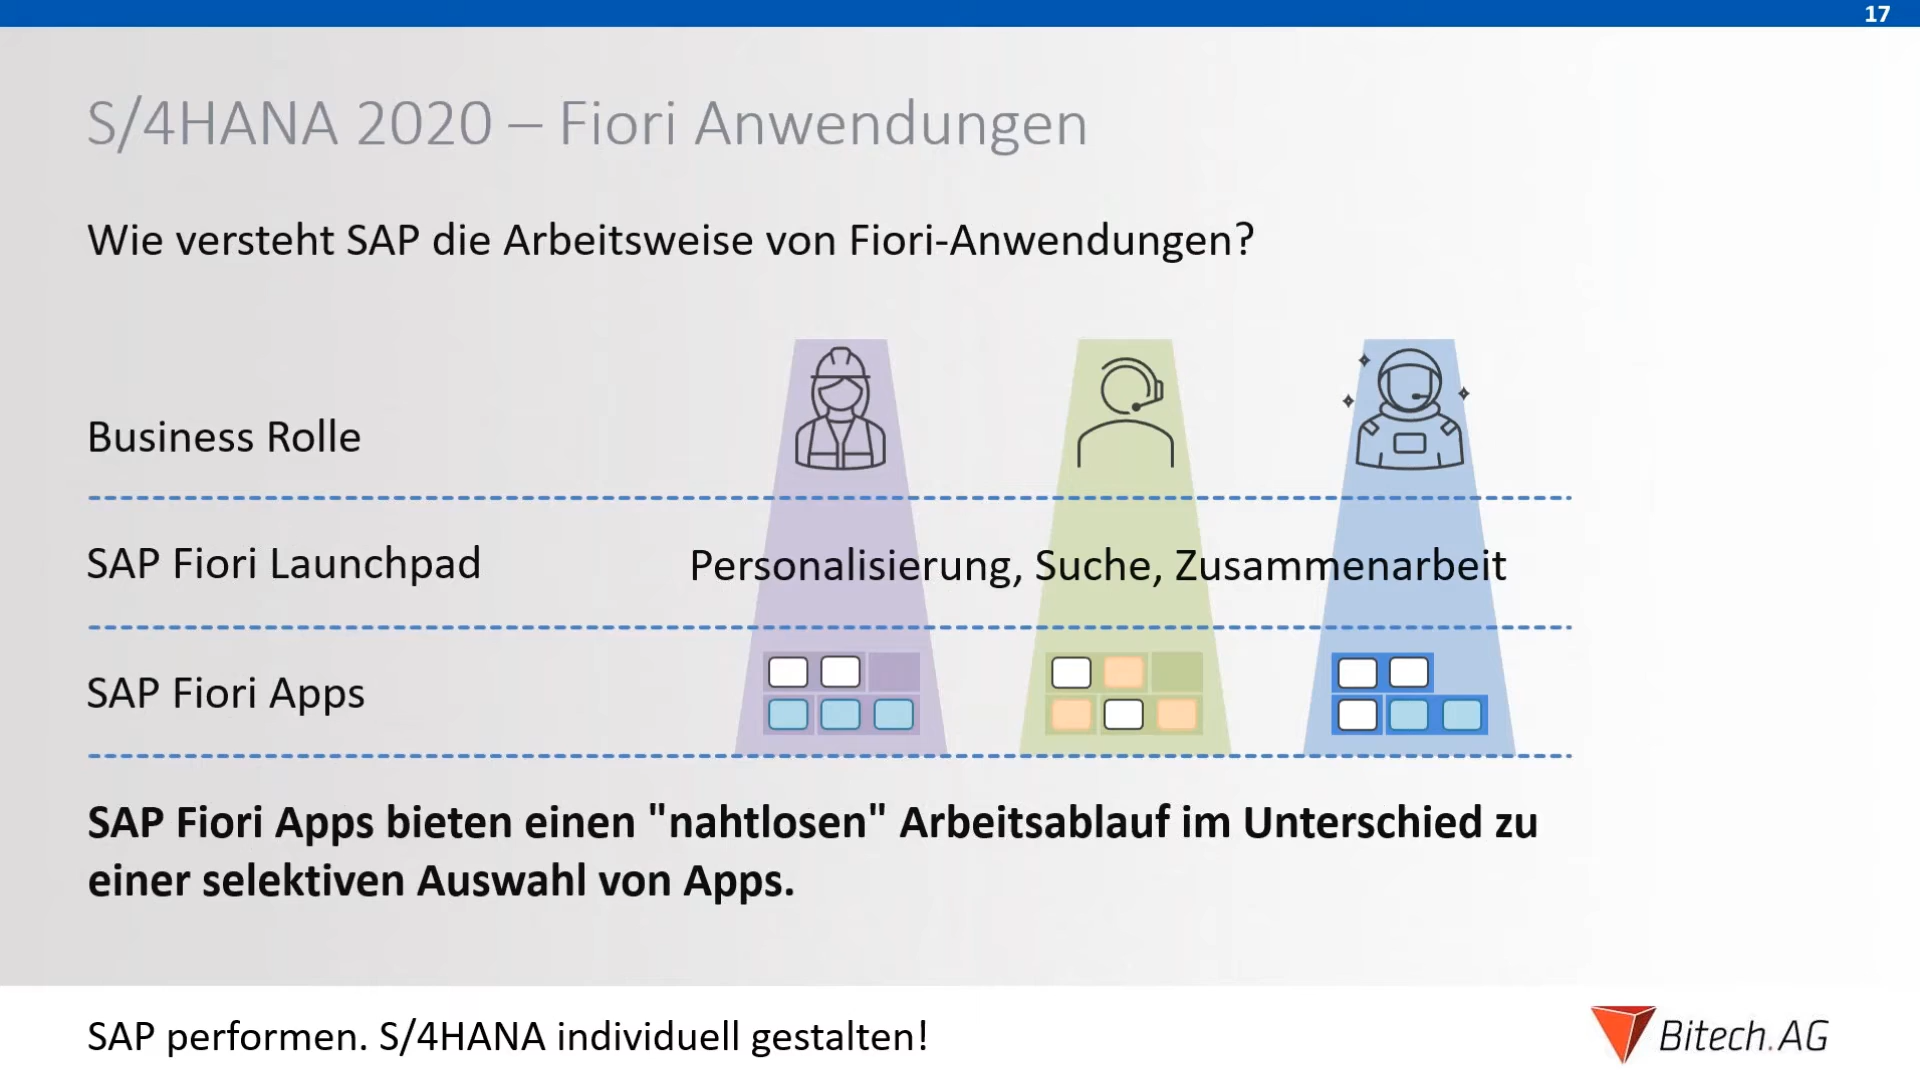 17
S/4HANA 2020 – Fiori Anwendungen
Wie versteht SAP die Arbeitsweise von Fiori-Anwendungen?
Business Rolle
SAP Fiori Launchpad
Personalisierung, Suche, Zusammenarbeit
SAP Fiori Apps
SAP Fiori Apps bieten einen "nahtlosen" Arbeitsablauf im Unterschied zu
einer selektiven Auswahl von Apps.
SAP performen. S/4HANA individuell gestalten!
Bitech.AG